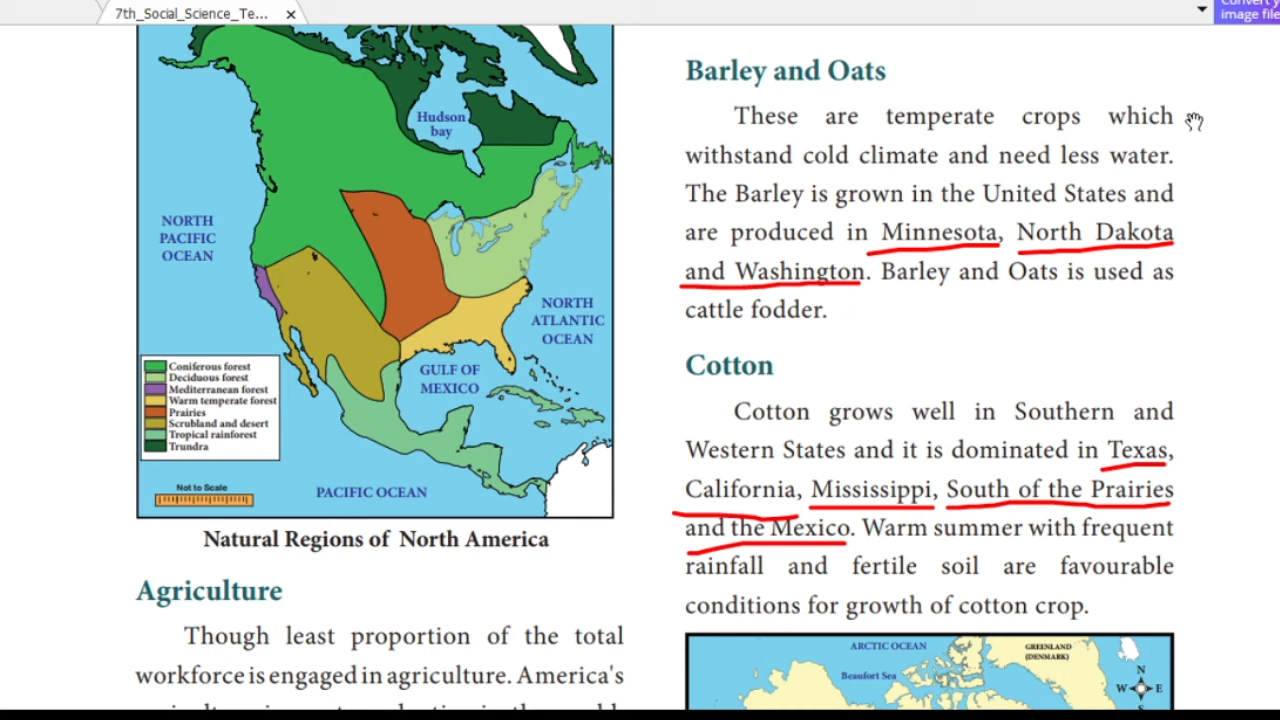 7th_Social_Science_Te... ×
Convert y
image file
Hudson
bay
NORTH
PACIFIC
OCEAN
NORTH
ATLANTIC
OCEAN
GULF OF
MEXICO
Coniferous forest
Deciduous forest
Mediterranean forest
Warm temperate forest
Prairies
Scrubland and desert
Tropical rainforest
Trundra
Not to Scale
PACIFIC OCEAN
Natural Regions of North America
Agriculture
Though least proportion of the total
workforce is engaged in agriculture. America's
Barley and Oats
These are temperate crops which
withstand cold climate and need less water.
The Barley is grown in the United States and
are produced in Minnesota, North Dakota
and Washington. Barley and Oats is used as
cattle fodder.
Cotton
Cotton grows well in Southern and
Western States and it is dominated in Texas,
California, Mississippi, South of the Prairies
and the Mexico. Warm summer with frequent
rainfall and fertile soil are favourable
conditions for growth of cotton crop.
ARCTIC OCEAN
GREENLAND
(DENMARK)
Beaufort Sea
N
W E
S